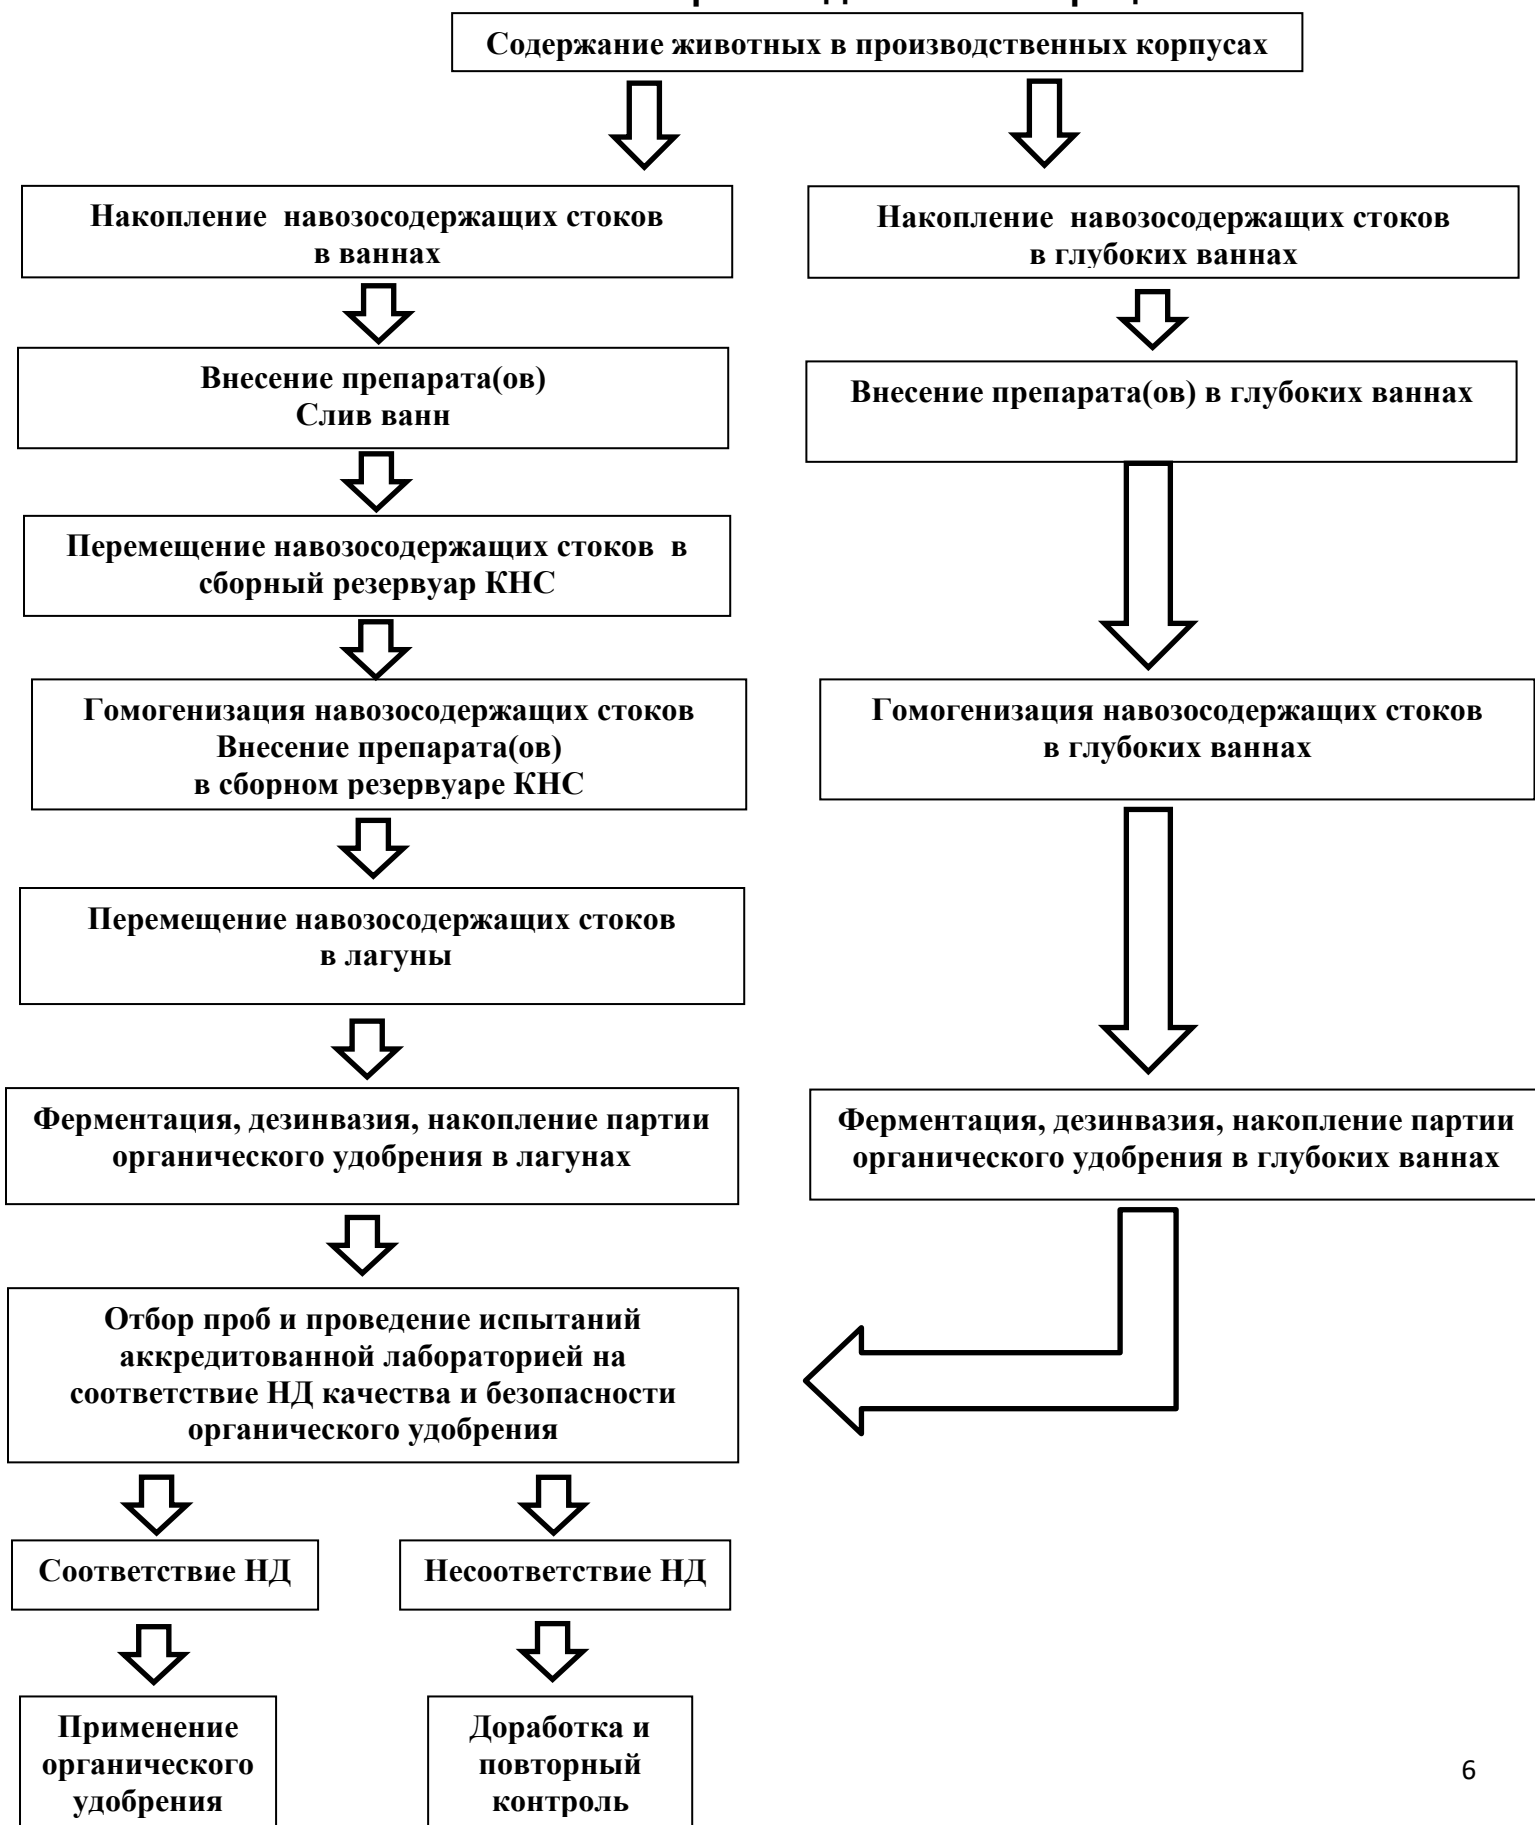 Содержание животных в производственных корпусах
Накопление навозосодержащих стоков
в ваннах
Накопление навозосодержащих стоков
в глубоких ваннах
Внесение препарата(ов)
Слив ванн
Внесение препарата(ов) в глубоких ваннах
Перемещение навозосодержащих стоков в
сборный резервуар КНС
Гомогенизация навозосодержащих стоков
Внесение препарата(ов)
в сборном резервуаре КНС
Гомогенизация навозосодержащих стоков
в глубоких ваннах
Перемещение навозосодержащих стоков
в лагуны
Ферментация, дезинвазия, накопление партии
органического удобрения в лагунах
Ферментация, дезинвазия, накопление партии
органического удобрения в глубоких ваннах
Отбор проб и проведение испытаний
аккредитованной лабораторией на
соответствие НД качества и безопасности
органического удобрения
Соответствие НД
Несоответствие НД
Применение
органического
удобрения
Доработка и
повторный
контроль
6